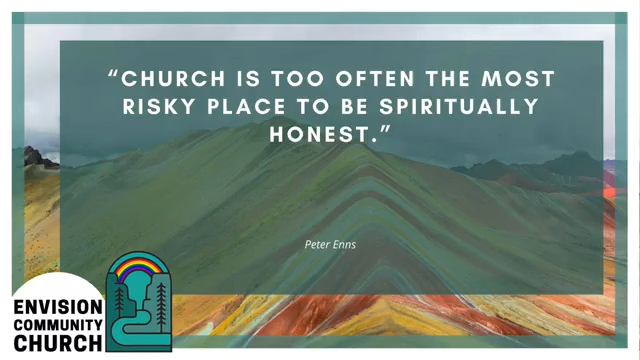 “CHURCH IS TOO OFTEN THE MOST
RISKY PLACE TO BE SPIRITUALLY
HONEST.”
Peter Enns
ENVISION
COMMUNITY
CHURCH